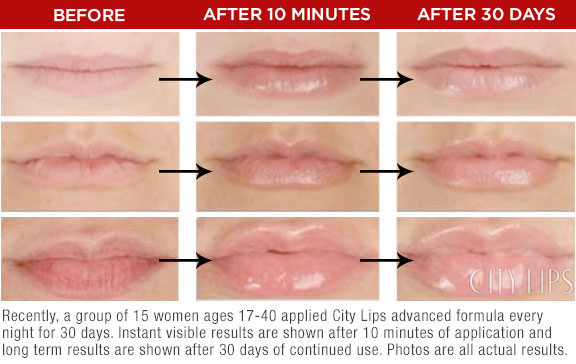 BEFORE AFTER 10 MINUTES AFTER 30 DAYS
CITY LIPS
Recently, a group of 15 women ages 17-40 applied City Lips advanced formula every
night for 30 days. Instant visible results are shown after 10 minutes of application and
long term results are shown after 30 days of continued use. Photos are all actual results.